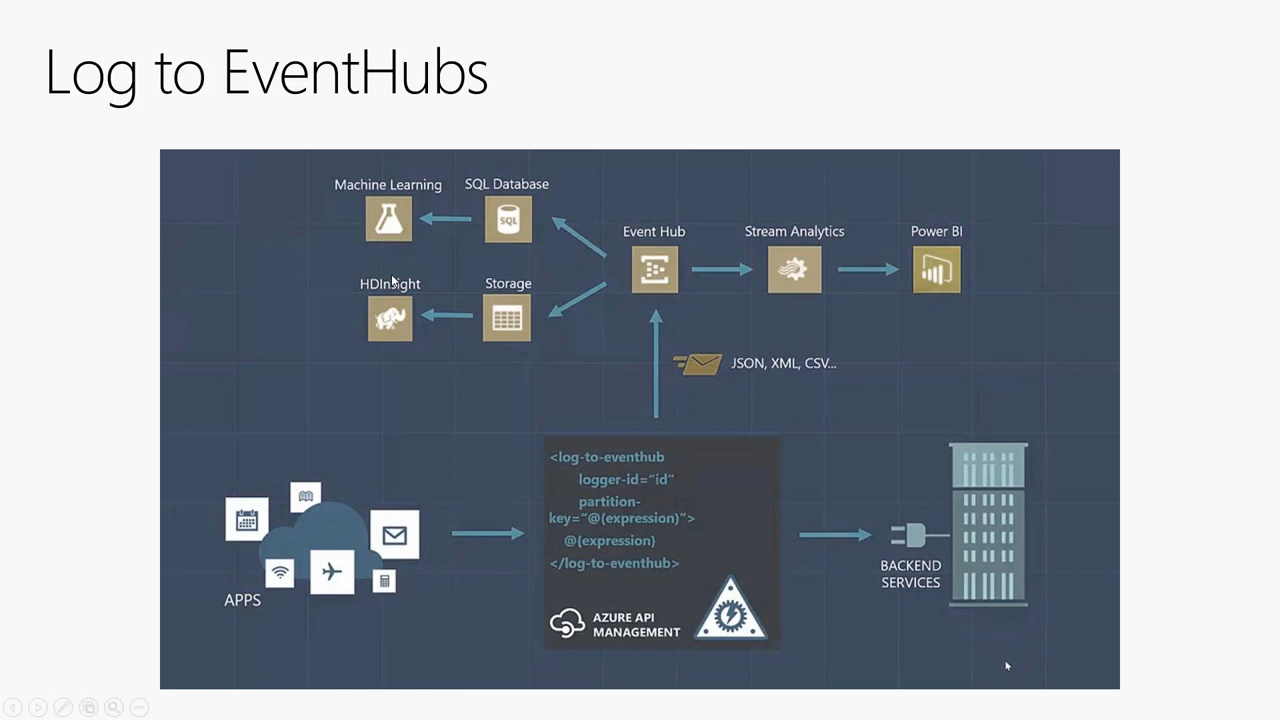 Log to EventHubs
Machine Learning
SQL Database
SQL
Event Hub
Stream Analytics
Power BI
HDInsight
Storage
JSON, XML, CSV...
<log-to-eventhub
logger-id=“id”
partition-
key=“@(expression)”>
@{expression}
</log-to-eventhub>
APPS
AZURE API
MANAGEMENT
BACKEND
SERVICES